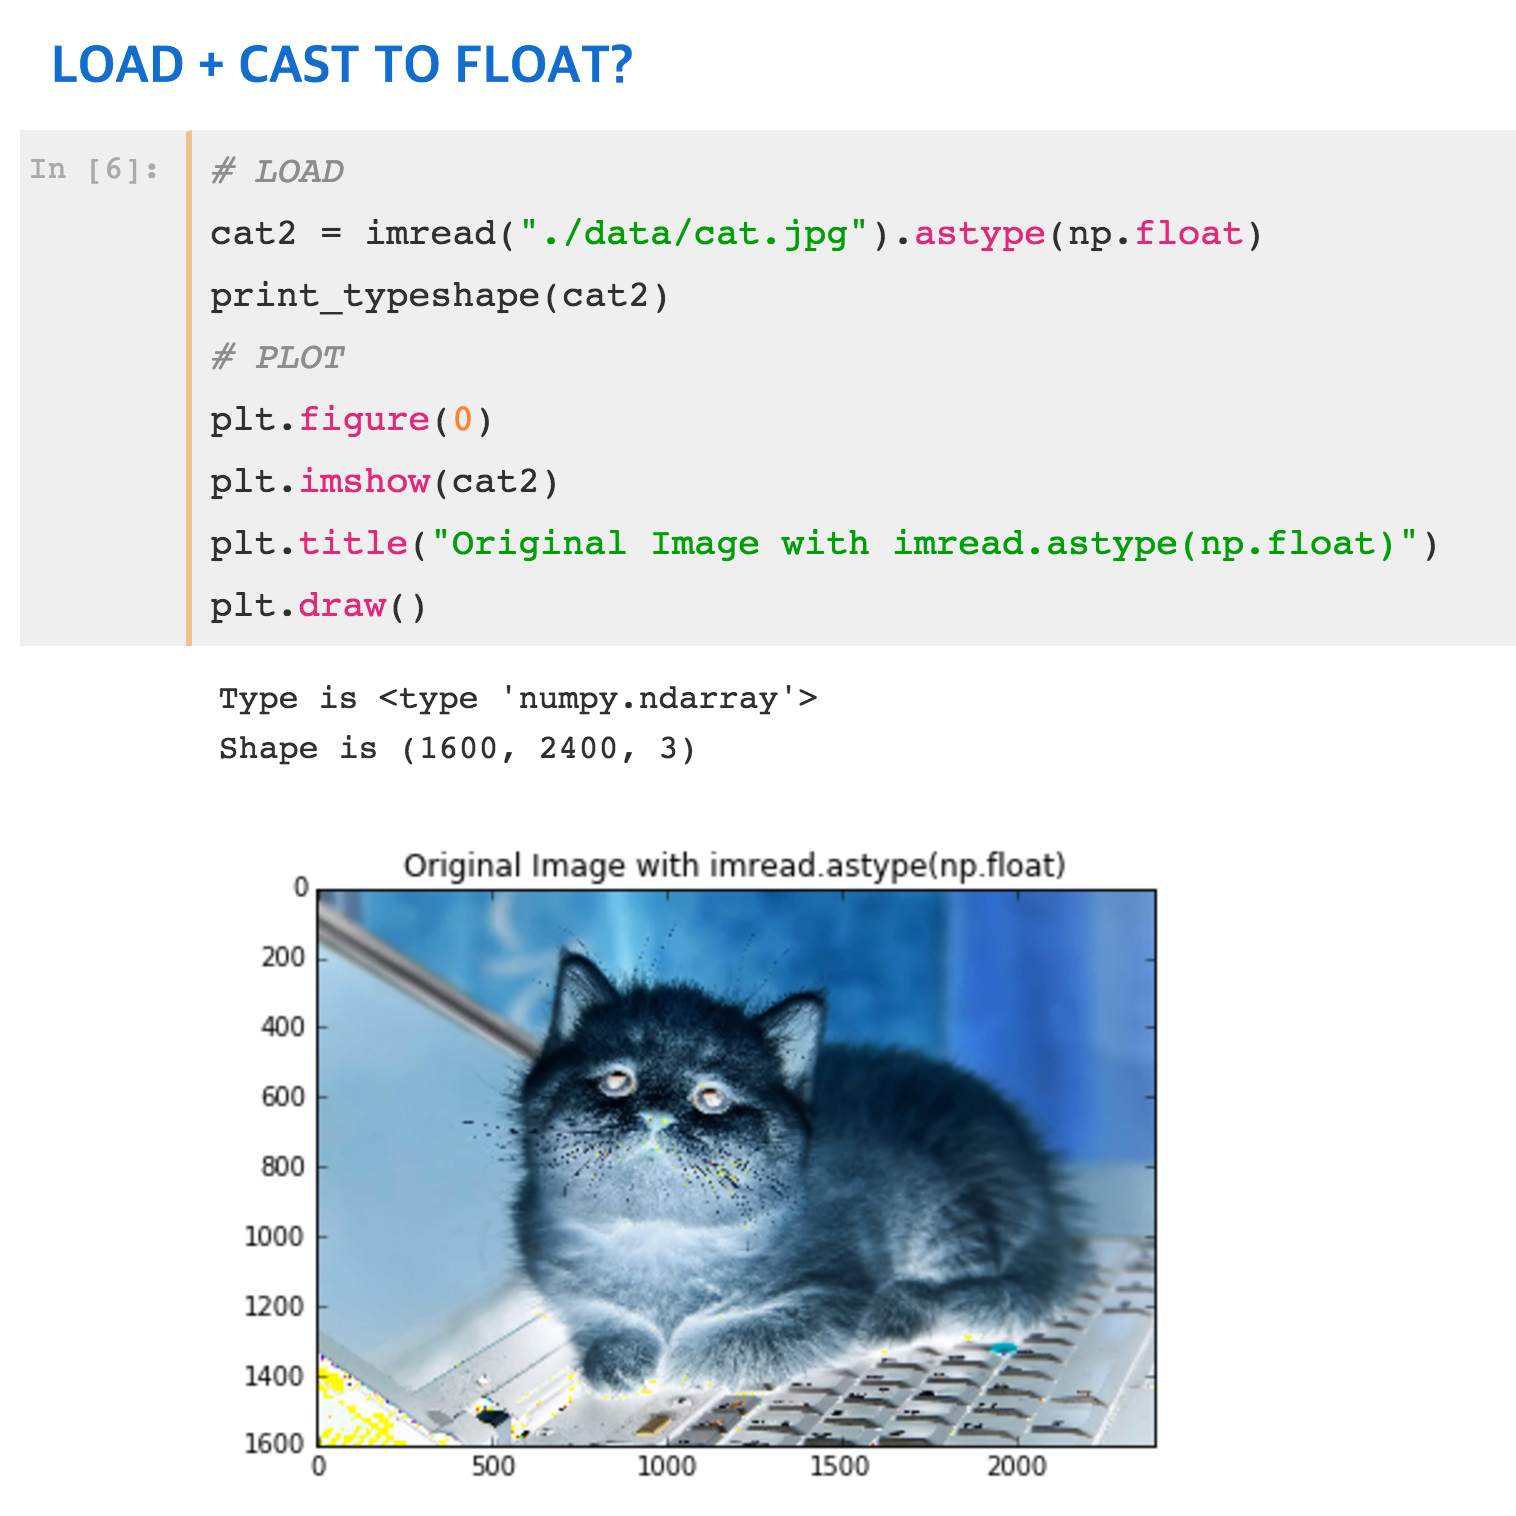 LOAD + CAST TO FLOAT?
In [6]:
# LOAD
cat2 = imread("./data/cat.jpg").astype(np.float)
print_typeshape(cat2)
# PLOT
plt.figure(0)
plt.imshow(cat2)
plt.title("Original Image with imread.astype(np.float)")
plt.draw()
Type is <type 'numpy.ndarray'>
Shape is (1600, 2400, 3)
Original Image with imread.astype(np.float)
0
200
400
600
800
1000
1200
1400
1600
0 500 1000 1500 2000